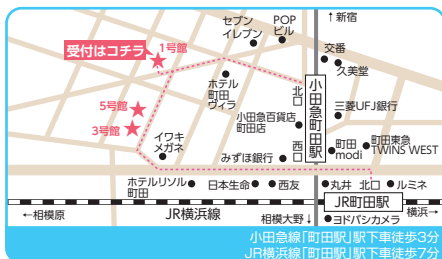 セブン
イレブン
POP
ビル
↑新宿
受付はコチラ
1号館
交番
久美堂
ホテル
町田
ヴィラ
北口
小田急町田駅
5号館
3号館
小田急百貨店
町田店
三菱UFJ銀行
イワキ
メガネ
西口
みずほ銀行
町田
modi
町田東急
TWINS WEST
ホテルリソル
町田
日本生命
西友
丸井
北口
ルミネ
JR町田駅
←相模原
JR横浜線
相模大野↓
ヨドバシカメラ
横浜→
小田急線「町田駅」駅下車徒歩3分
JR横浜線「町田駅」駅下車徒歩7分